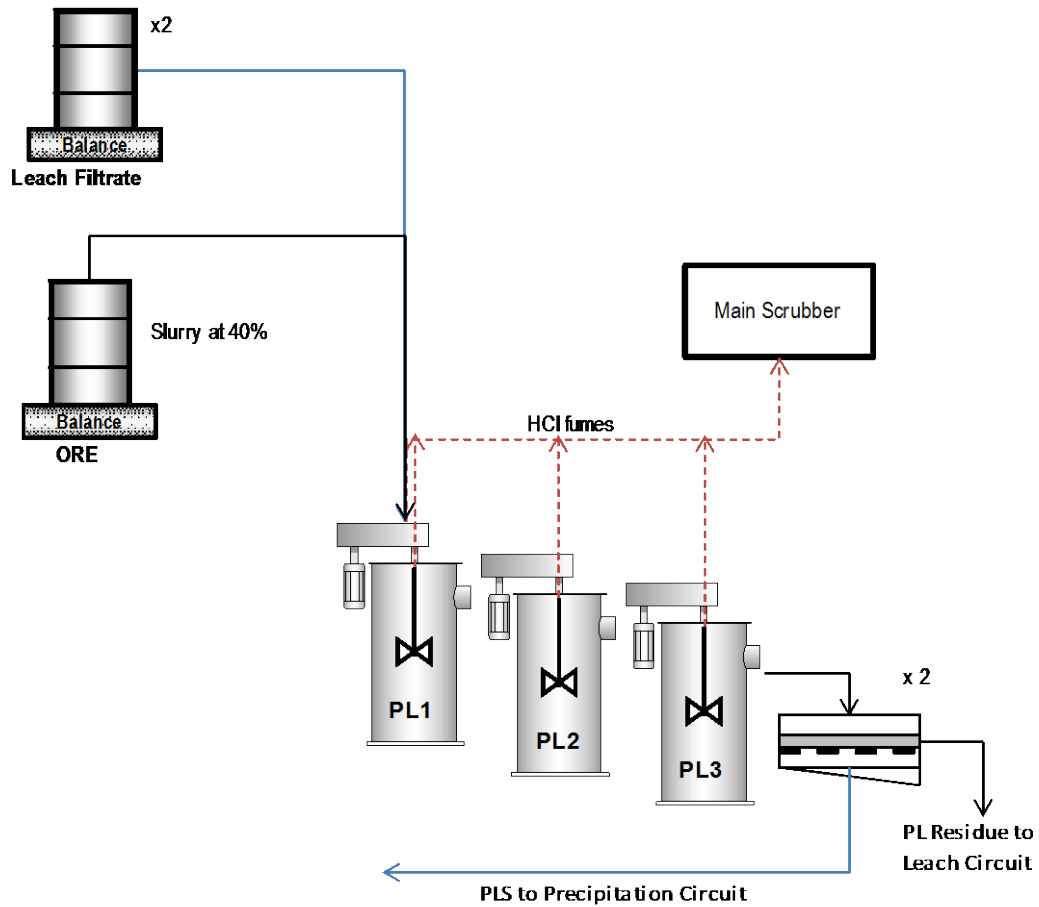 x2
Balance
Leach Filtrate
Slurry at 40%
Balance
ORE
Main Scrubber
HCl fumes
PL1
PL2
PL3
x 2
PL Residue to
Leach Circuit
PLS to Precipitation Circuit